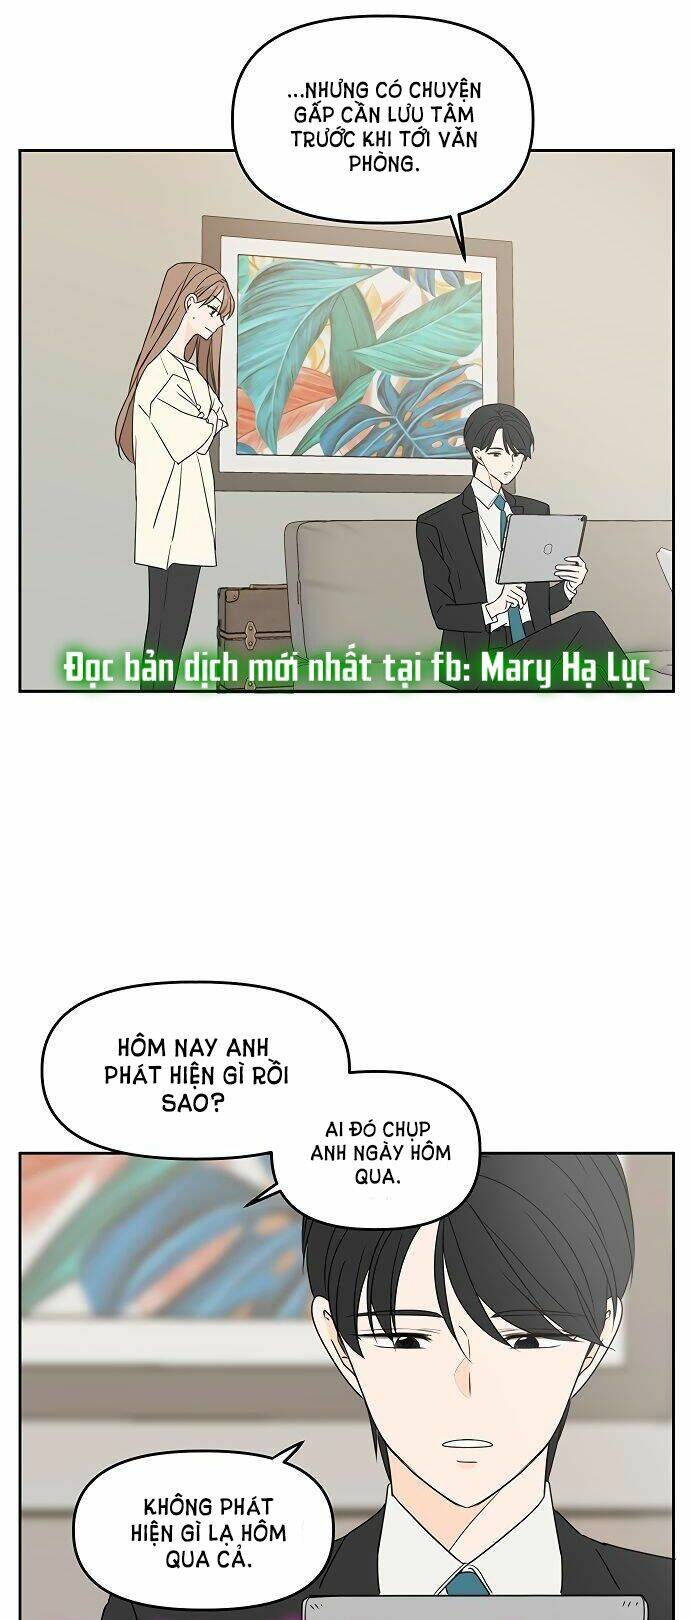 ...NHƯNG CÓ CHUYỆN
GẤP CẦN LƯU TÂM
TRƯỚC KHI TỚI VĂN
PHÒNG.
Đọc bản dịch mới nhất tại fb: Mary Hạ Lục
HÔM NAY ANH
PHÁT HIỆN GÌ RỒI
SAO?
AI ĐÓ CHỤP
ANH NGÀY HÔM
QUA.
KHÔNG PHÁT
HIỆN GÌ LẠ HÔM
QUA CẢ.